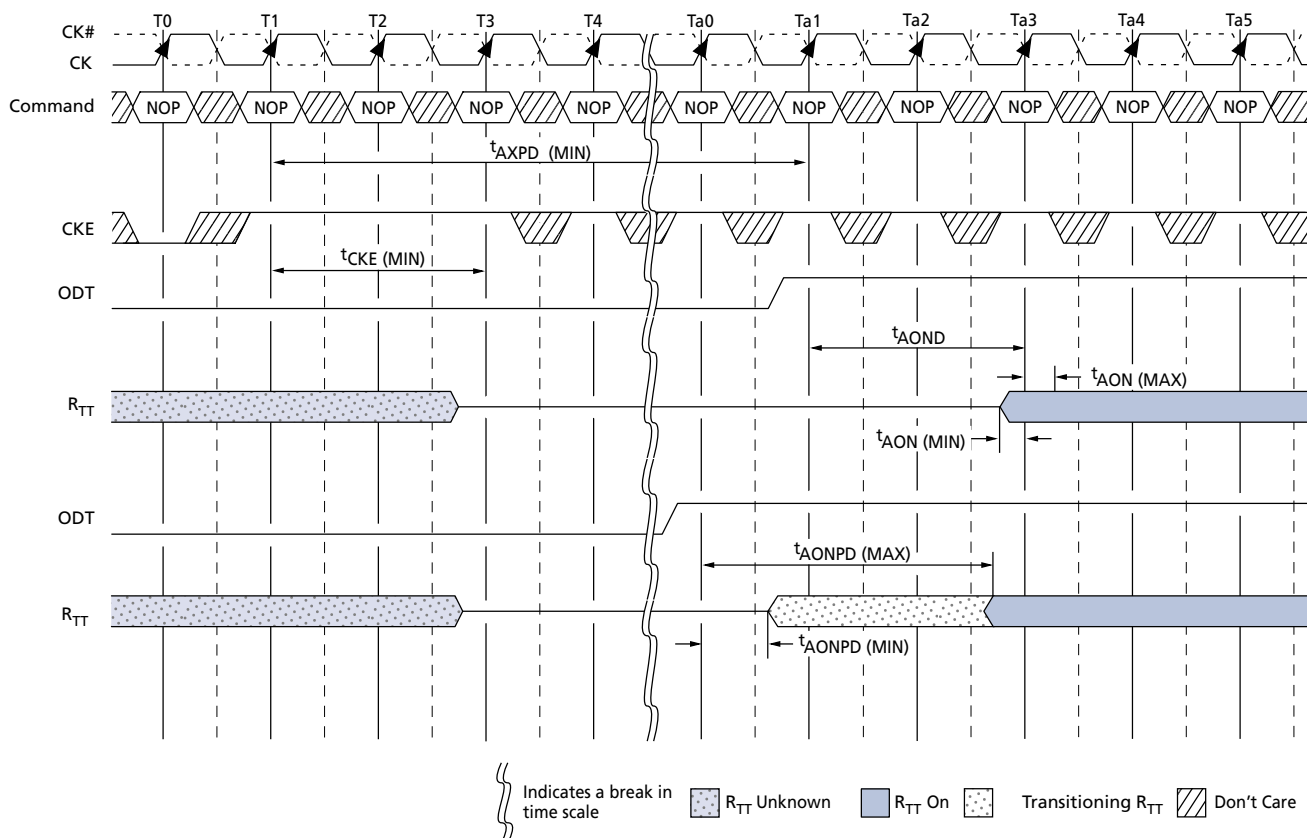 T0 T1 T2 T3 T4 Ta0 Ta1 Ta2 Ta3 Ta4 Ta5
CK#
CK
Command NOP NOP NOP NOP NOP NOP NOP NOP NOP NOP NOP
tAXPD (MIN)
CKE
tCKE (MIN)
ODT
tAOND
tAON (MAX)
RTT
tAON (MIN)
ODT
tAONPD (MAX)
RTT
tAONPD (MIN)
Indicates a break in
time scale
RTT Unknown RTT On Transitioning RTT Don't Care